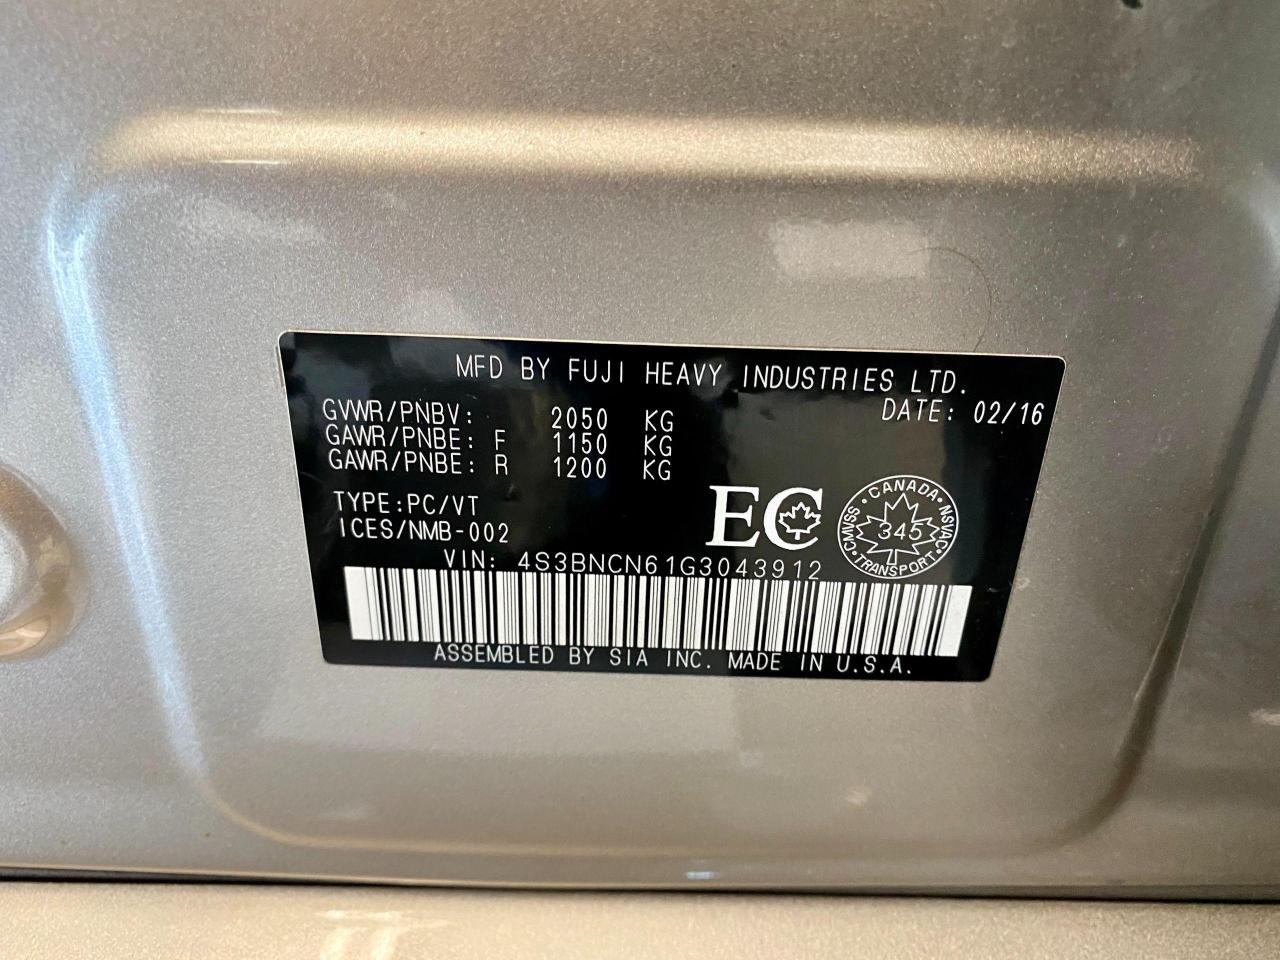 MFD BY FUJI HEAVY INDUSTRIES LTD.
DATE: 02/16
GVWR/PNBV: 2050 KG
GAWR/PNBE: F 1150 KG
GAWR/PNBE: R 1200 KG
TYPE:PC/VT
ICES/NMB-002
EC
CANADA · NSVAC · TRANSPORT · CMVSS ·
345
VIN: 4S3BNCN61G3043912
ASSEMBLED BY SIA INC. MADE IN U.S.A.